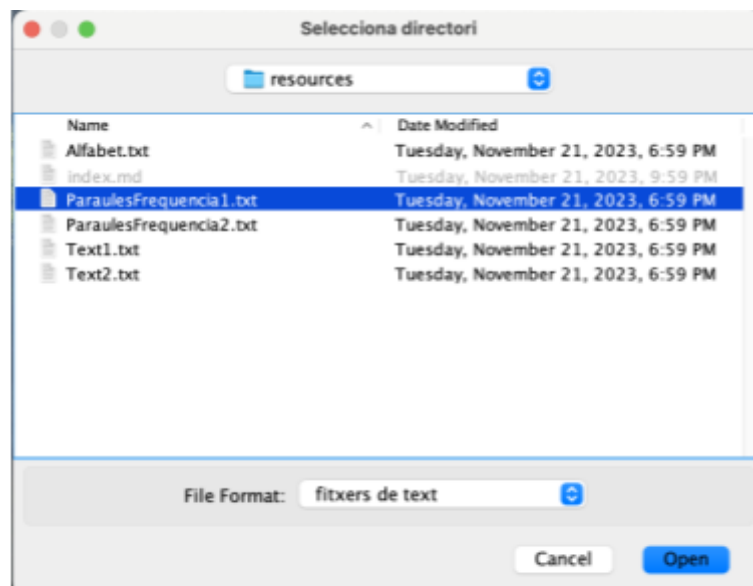 Selecciona directori
resources
Name Date Modified
Alfabet.txt Tuesday, November 21, 2023, 6:59 PM
index.md Tuesday, November 21, 2023, 9:59 PM
ParaulesFrequencia1.txt Tuesday, November 21, 2023, 6:59 PM
ParaulesFrequencia2.txt Tuesday, November 21, 2023, 6:59 PM
Text1.txt Tuesday, November 21, 2023, 6:59 PM
Text2.txt Tuesday, November 21, 2023, 6:59 PM
File Format: fitxers de text
Cancel Open